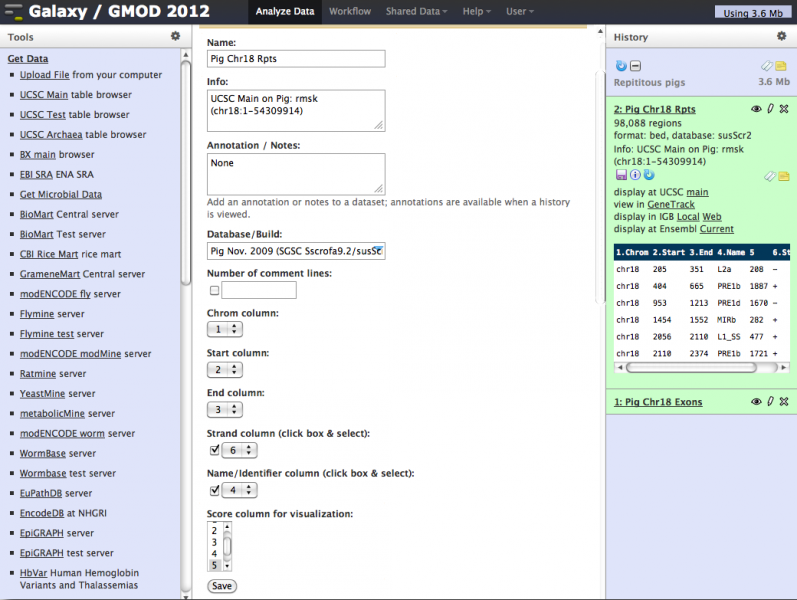 Galaxy / GMOD 2012
Analyze Data Workflow Shared Data Help User
Using 3.6 Mb
Tools
Get Data
Upload File from your computer
UCSC Main table browser
UCSC Test table browser
UCSC Archaea table browser
BX main browser
EBI SRA ENA SRA
Get Microbial Data
BioMart Central server
BioMart Test server
CBI Rice Mart rice mart
GrameneMart Central server
modENCODE fly server
Flymine server
Flymine test server
modENCODE modMine server
Ratmine server
YeastMine server
metabolicMine server
modENCODE worm server
WormBase server
Wormbase test server
EuPathDB server
EncodeDB at NHGRI
EpiGRAPH server
EpiGRAPH test server
HbVar Human Hemoglobin
Variants and Thalassemias
Name:
Pig Chr18 Rpts
Info:
UCSC Main on Pig: rmsk
(chr18:1-54309914)
Annotation / Notes:
None
Add an annotation or notes to a dataset; annotations are available when a history
is viewed.
Database/Build:
Pig Nov. 2009 (SGSC Sscrofa9.2/susSc
Number of comment lines:
Chrom column:
1
Start column:
2
End column:
3
Strand column (click box & select):
6
Name/Identifier column (click box & select):
4
Score column for visualization:
2
3
4
5
Save
History
Repititous pigs
3.6 Mb
2: Pig Chr18 Rpts
98,088 regions
format: bed, database: susScr2
Info: UCSC Main on Pig: rmsk
(chr18:1-54309914)
display at UCSC main
view in GeneTrack
display in IGB Local Web
display at Ensembl Current
1.Chrom 2.Start 3.End 4.Name 5 6.St
chr18 205 351 L2a 208 -
chr18 404 665 PRE1b 1887 +
chr18 953 1213 PRE1d 1670 -
chr18 1454 1552 MIRb 282 +
chr18 2056 2110 L1_SS 477 +
chr18 2110 2374 PRE1b 1721 +
1: Pig Chr18 Exons